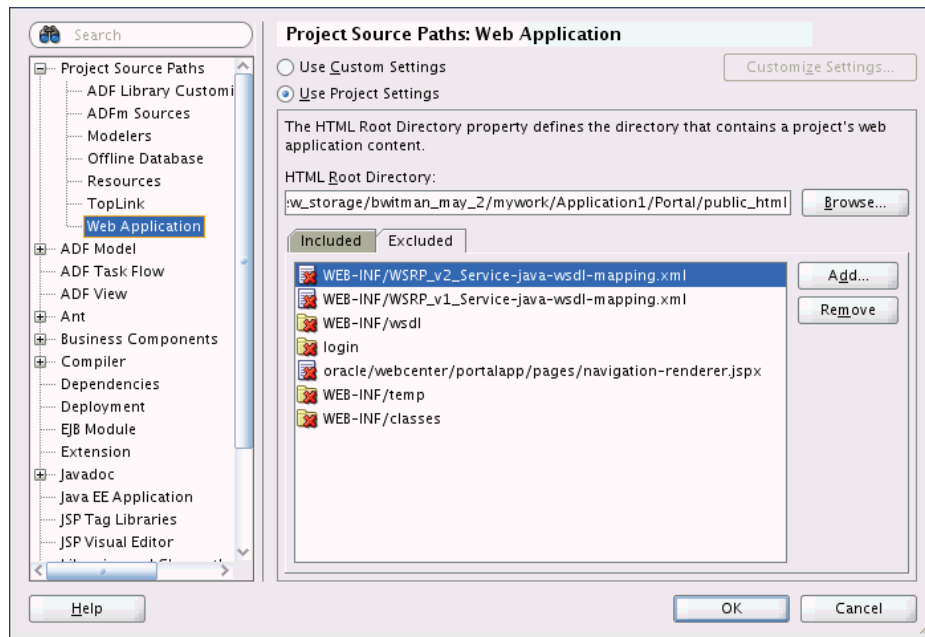 Search
Project Source Paths
ADF Library Customi
ADFm Sources
Modelers
Offline Database
Resources
TopLink
Web Application
ADF Model
ADF Task Flow
ADF View
Ant
Business Components
Compiler
Dependencies
Deployment
EJB Module
Extension
Javadoc
Java EE Application
JSP Tag Libraries
JSP Visual Editor
Project Source Paths: Web Application
Use Custom Settings
Customize Settings...
Use Project Settings
The HTML Root Directory property defines the directory that contains a project's web
application content.
HTML Root Directory:
:w_storage/bwitman_may_2/mywork/Application1/Portal/public_html
Browse...
Included Excluded
WEB-INF/WSRP_v2_Service-java-wsdl-mapping.xml
WEB-INF/WSRP_v1_Service-java-wsdl-mapping.xml
WEB-INF/wsdl
login
oracle/webcenter/portalapp/pages/navigation-renderer.jspx
WEB-INF/temp
WEB-INF/classes
Add...
Remove
Help
OK
Cancel